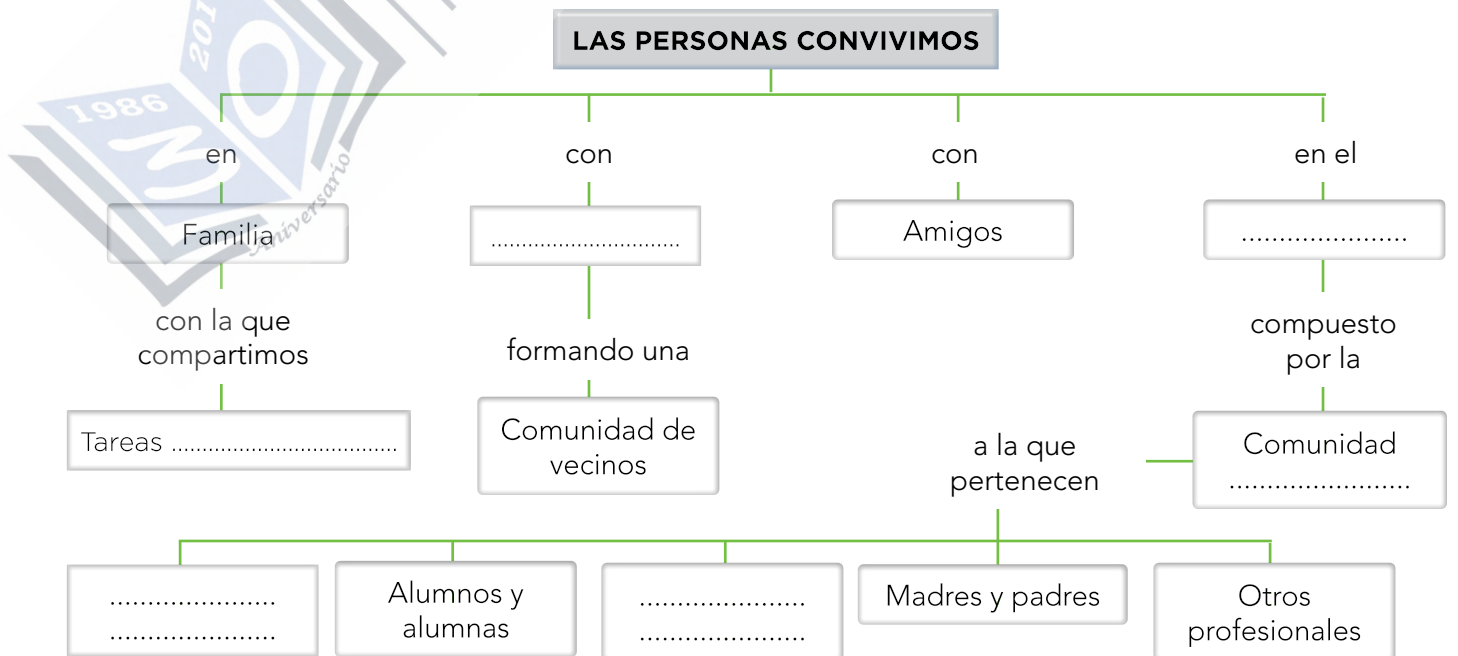 LAS PERSONAS CONVIVIMOS
1986
201
30
Aniversario
en
con
con
en el
Familia
..............................
Amigos
......................
con la que
compartimos
formando una
compuesto
por la
Tareas .....................................
Comunidad de
vecinos
a la que
pertenecen
Comunidad
........................
......................
......................
Alumnos y
alumnas
......................
......................
Madres y padres
Otros
profesionales